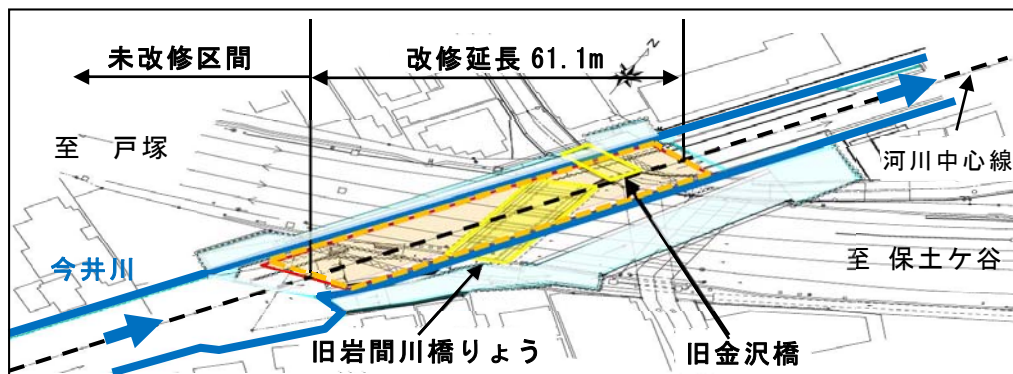 未改修区間
改修延長 61.1m
N
至 戸塚
河川中心線
今井川
至 保土ケ谷
旧岩間川橋りょう
旧金沢橋